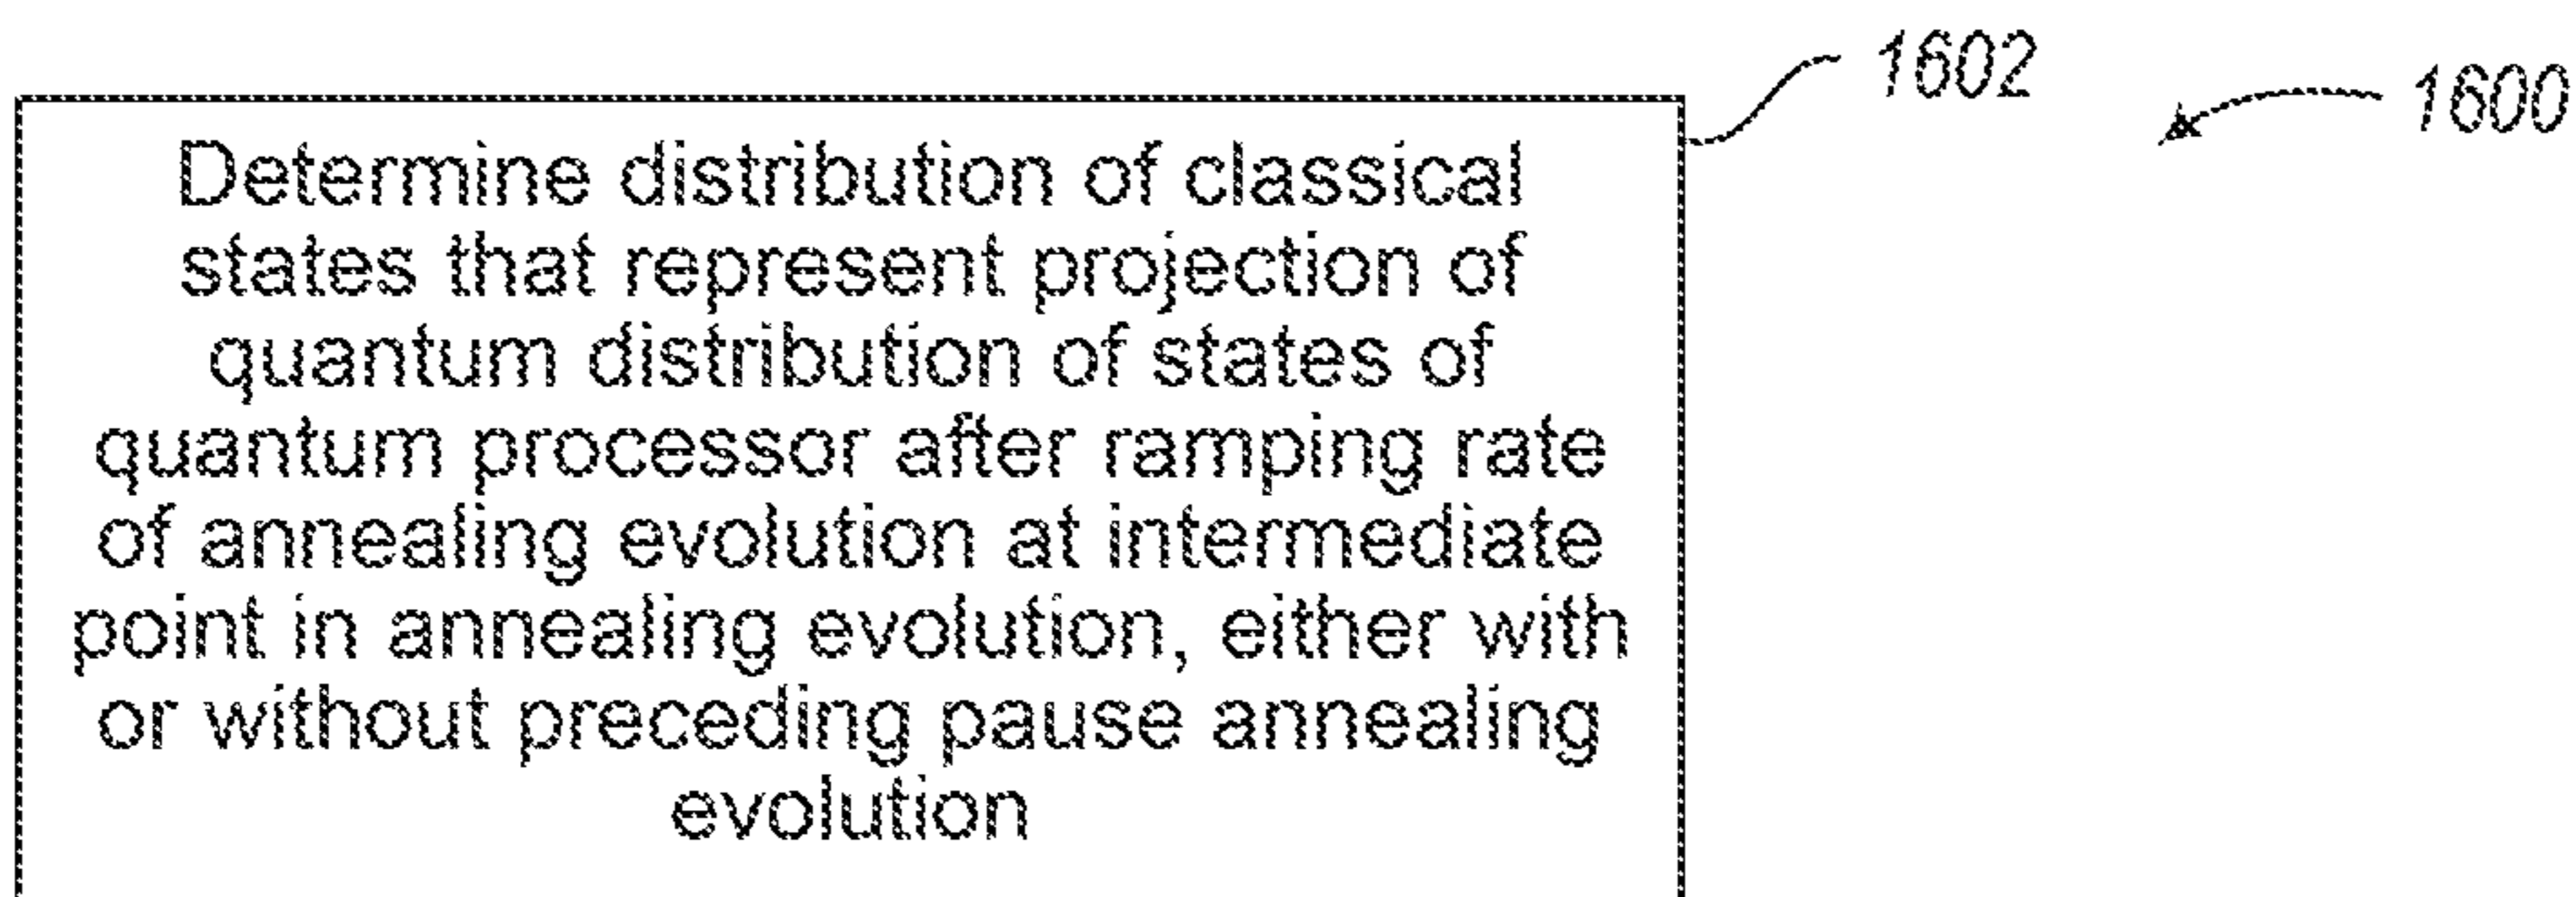 1602
1600
Determine distribution of classical
states that represent projection of
quantum distribution of states of
quantum processor after ramping rate
of annealing evolution at intermediate
point in annealing evolution, either with
or without preceding pause annealing
evolution